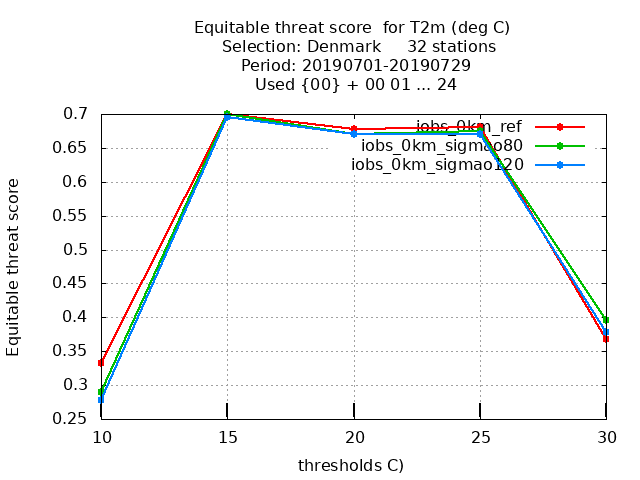 Equitable threat score  for T2m (deg C)
Selection: Denmark     32 stations
Period: 20190701-20190729
Used {00} + 00 01 ... 24
iobs_0km_ref
iobs_0km_sigmao80
iobs_0km_sigmao120
Equitable threat score
0.7
0.65
0.6
0.55
0.5
0.45
0.4
0.35
0.3
0.25
10 15 20 25 30
thresholds C)